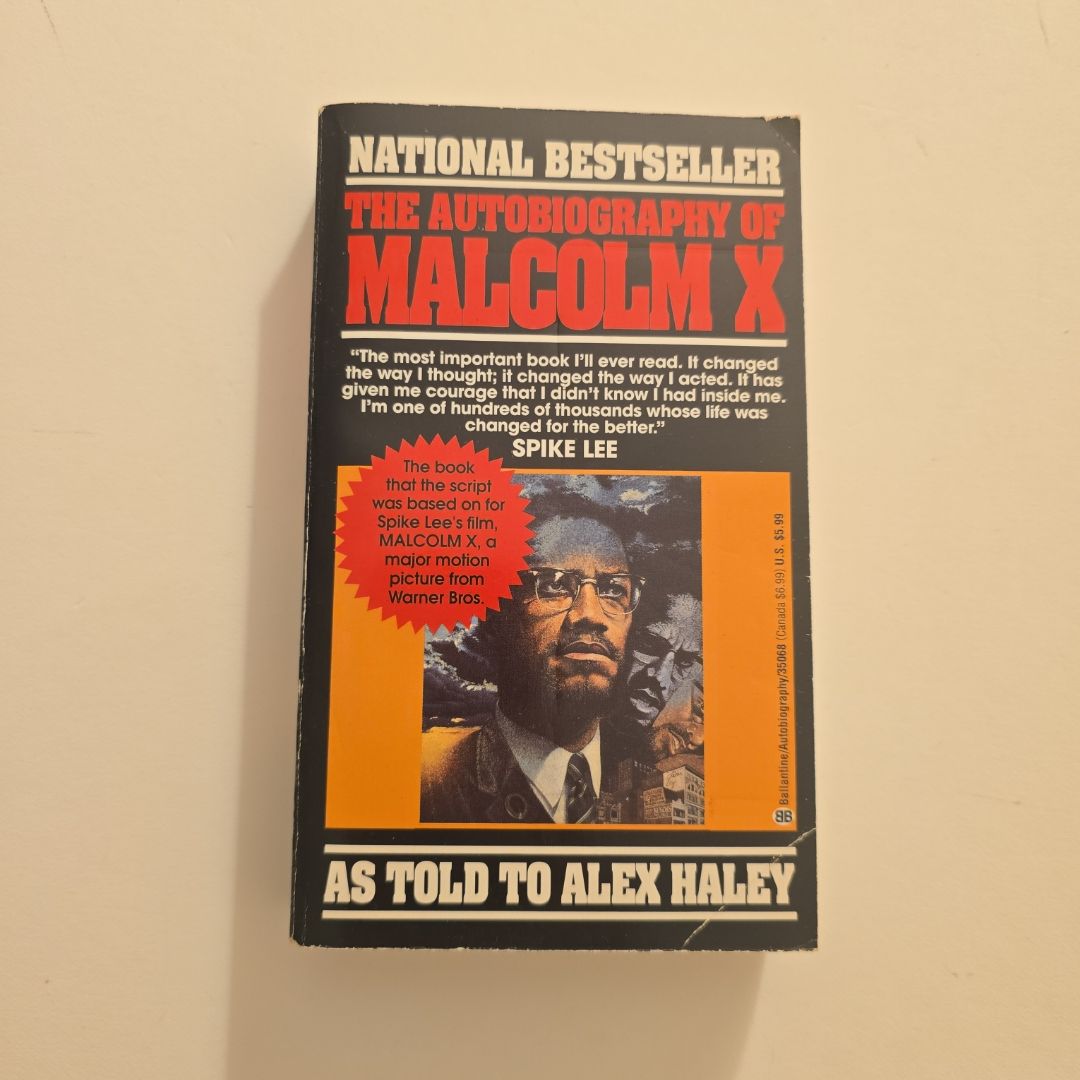 NATIONAL BESTSELLER
THE AUTOBIOGRAPHY OF
MALCOLM X
“The most important book I’ll ever read. It changed
the way I thought; it changed the way I acted. It has
given me courage that I didn’t know I had inside me.
I’m one of hundreds of thousands whose life was
changed for the better.”
SPIKE LEE
The book
that the script
was based on for
Spike Lee's film,
MALCOLM X, a
major motion
picture from
Warner Bros.
BB Ballantine/Autobiography/35068 (Canada $6.99) U.S. $5.99
AS TOLD TO ALEX HALEY